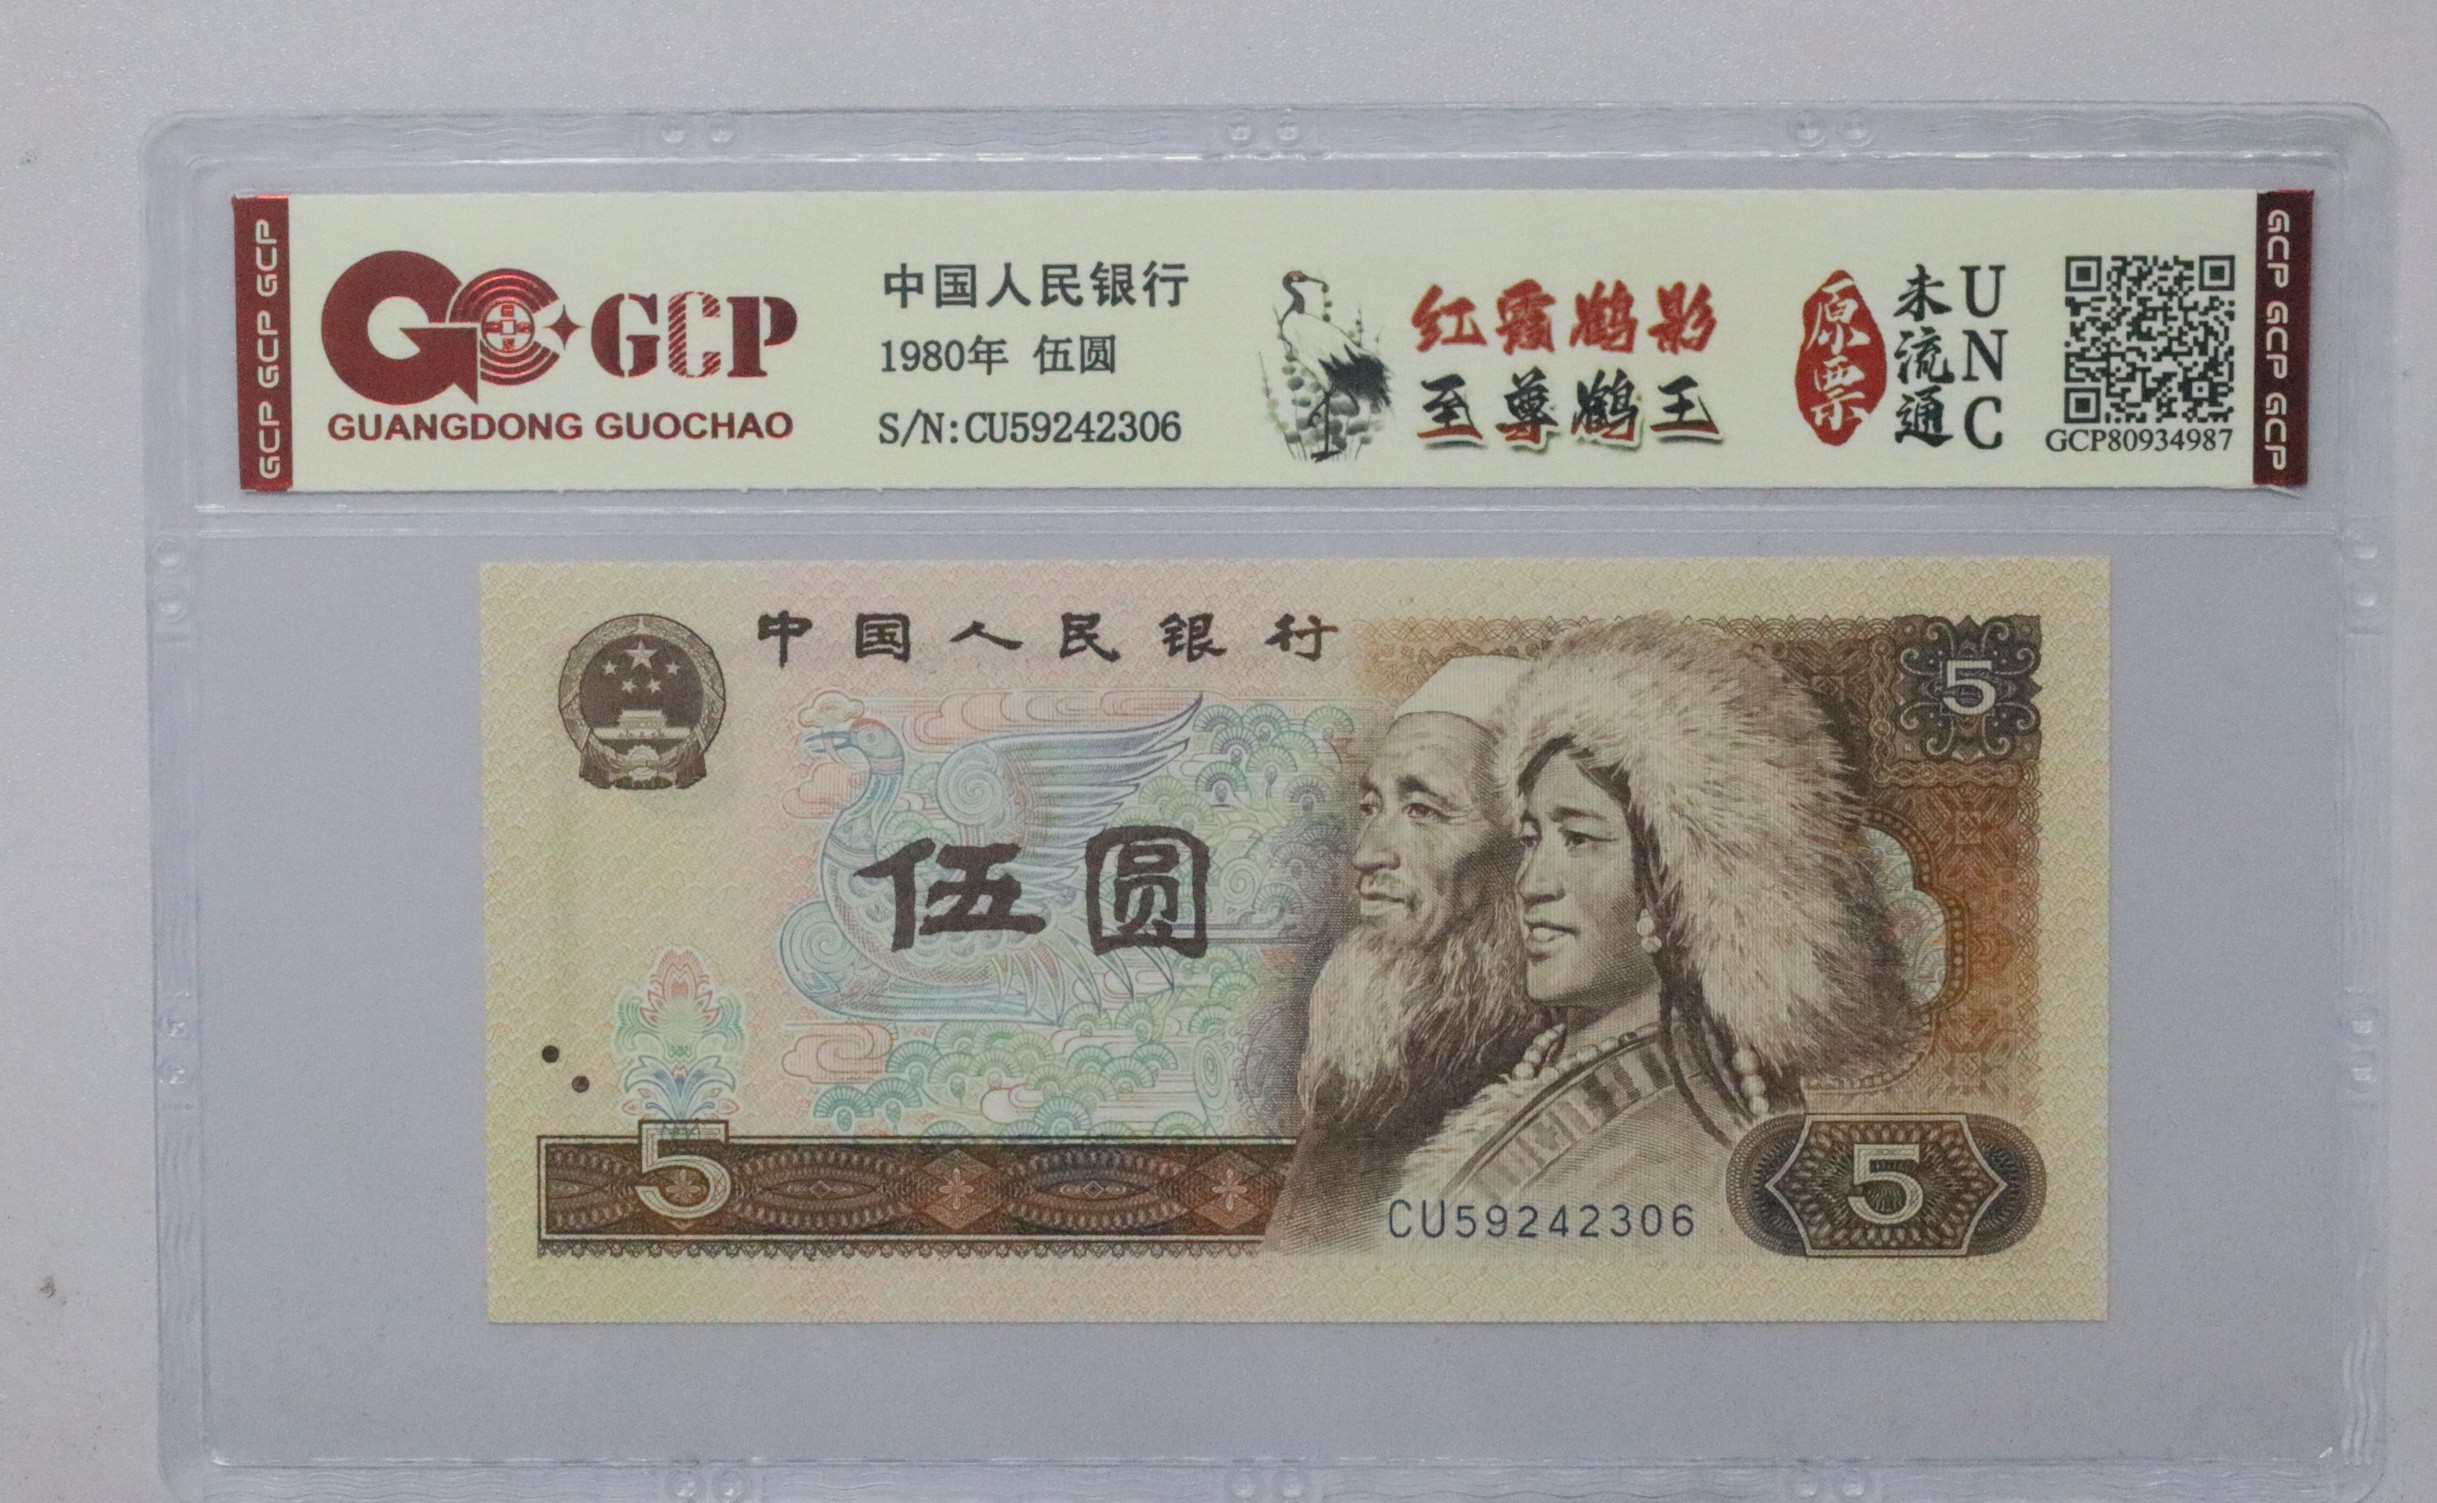 GCP GCP GCP
GCP
GUANGDONG GUOCHAO
中国人民银行
1980年 伍圆
S/N:CU59242306
红霞鹤影
至尊鹤王
原票
未流通
UNC
GCP80934987
GCP GCP GCP
中国人民银行
5
伍圆
5
CU59242306
5